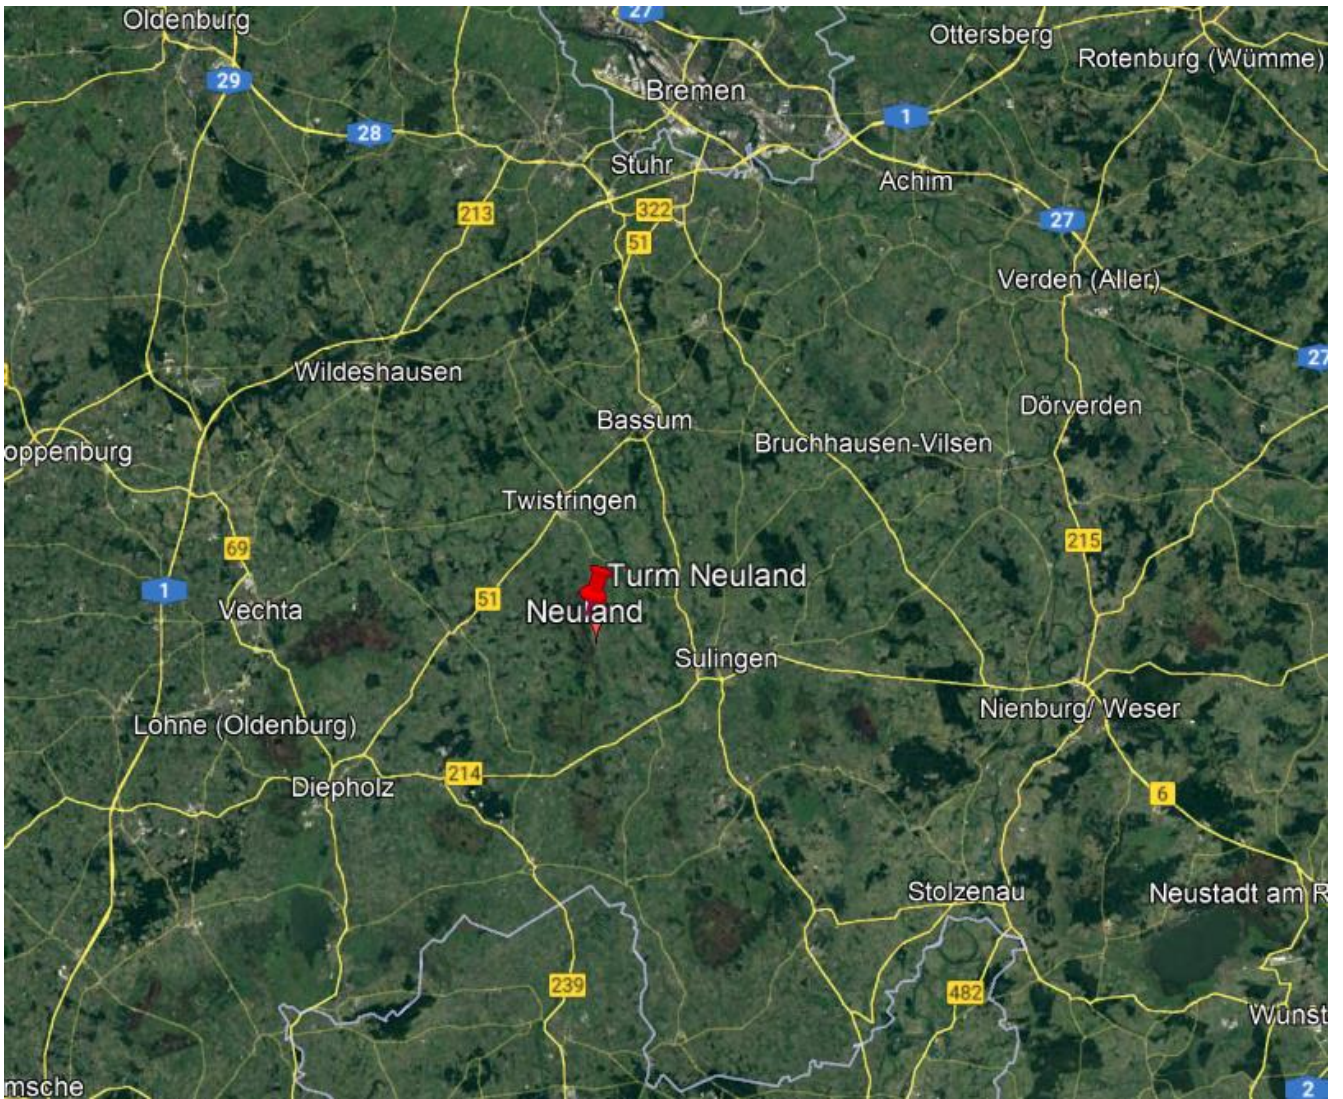 27
Oldenburg
Ottersberg
Rotenburg (Wümme)
29
Bremen
1
28
Stuhr
Achim
213
322
27
51
Verden (Aller)
27
Wildeshausen
Dörverden
Bassum
Bruchhausen-Vilsen
oppenburg
Twistringen
69
215
Turm Neuland
1
51
Vechta
Neuland
Sulingen
Nienburg/ Weser
Lohne (Oldenburg)
214
Diepholz
6
Stolzenau
Neustadt am R
239
482
Wunst
msche
2